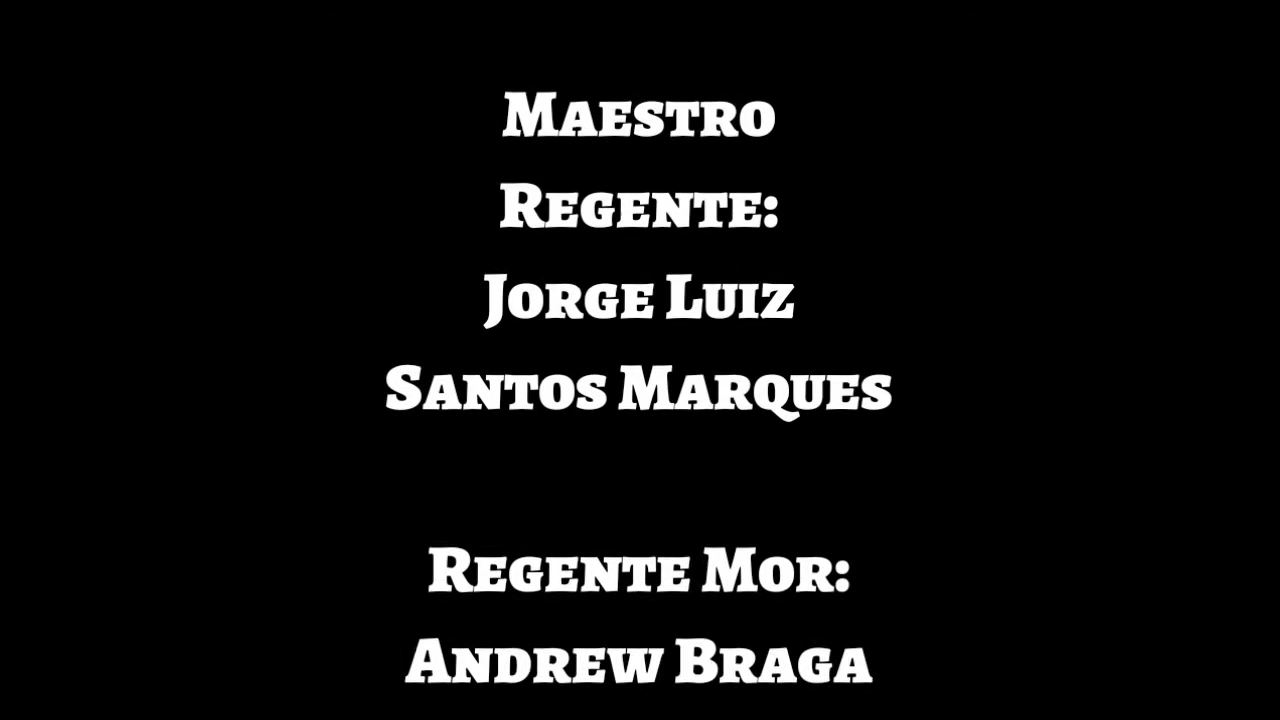 Maestro
Regente:
Jorge Luiz
Santos Marques
Regente Mor:
Andrew Braga